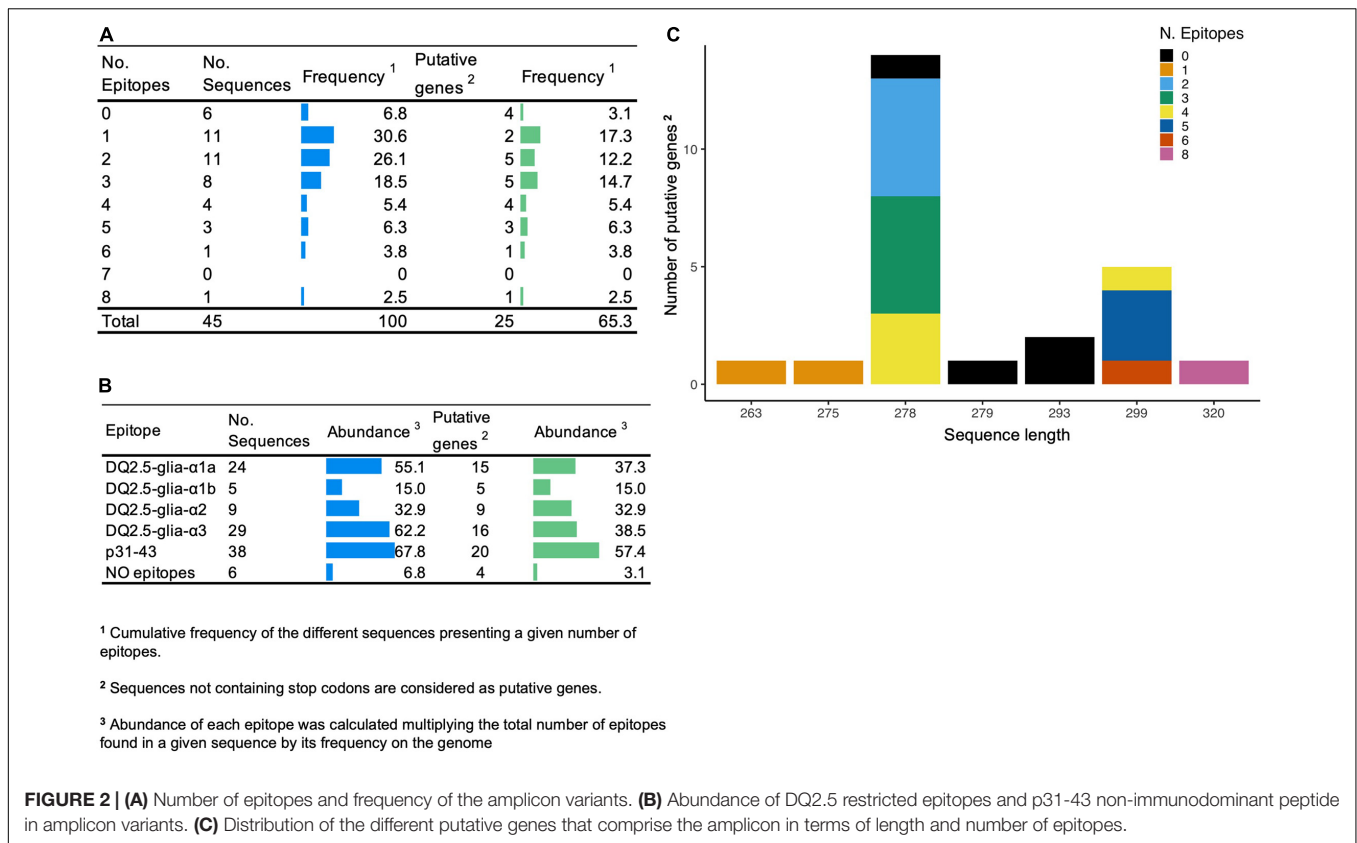 A
No. Epitopes No. Sequences Frequency 1 Putative genes 2 Frequency 1
0 6 6.8 4 3.1
1 11 30.6 2 17.3
2 11 26.1 5 12.2
3 8 18.5 5 14.7
4 4 5.4 4 5.4
5 3 6.3 3 6.3
6 1 3.8 1 3.8
7 0 0 0 0
8 1 2.5 1 2.5
Total 45 100 25 65.3
B
Epitope No. Sequences Abundance 3 Putative genes 2 Abundance 3
DQ2.5-glia-α1a 24 55.1 15 37.3
DQ2.5-glia-α1b 5 15.0 5 15.0
DQ2.5-glia-α2 9 32.9 9 32.9
DQ2.5-glia-α3 29 62.2 16 38.5
p31-43 38 67.8 20 57.4
NO epitopes 6 6.8 4 3.1
1 Cumulative frequency of the different sequences presenting a given number of
epitopes.
2 Sequences not containing stop codons are considered as putative genes.
3 Abundance of each epitope was calculated multiplying the total number of epitopes
found in a given sequence by its frequency on the genome
C
N. Epitopes
0
1
2
3
4
5
6
8
Number of putative genes 2
10
5
0
263 275 278 279 293 299 320
Sequence length
FIGURE 2 | (A) Number of epitopes and frequency of the amplicon variants. (B) Abundance of DQ2.5 restricted epitopes and p31-43 non-immunodominant peptide
in amplicon variants. (C) Distribution of the different putative genes that comprise the amplicon in terms of length and number of epitopes.